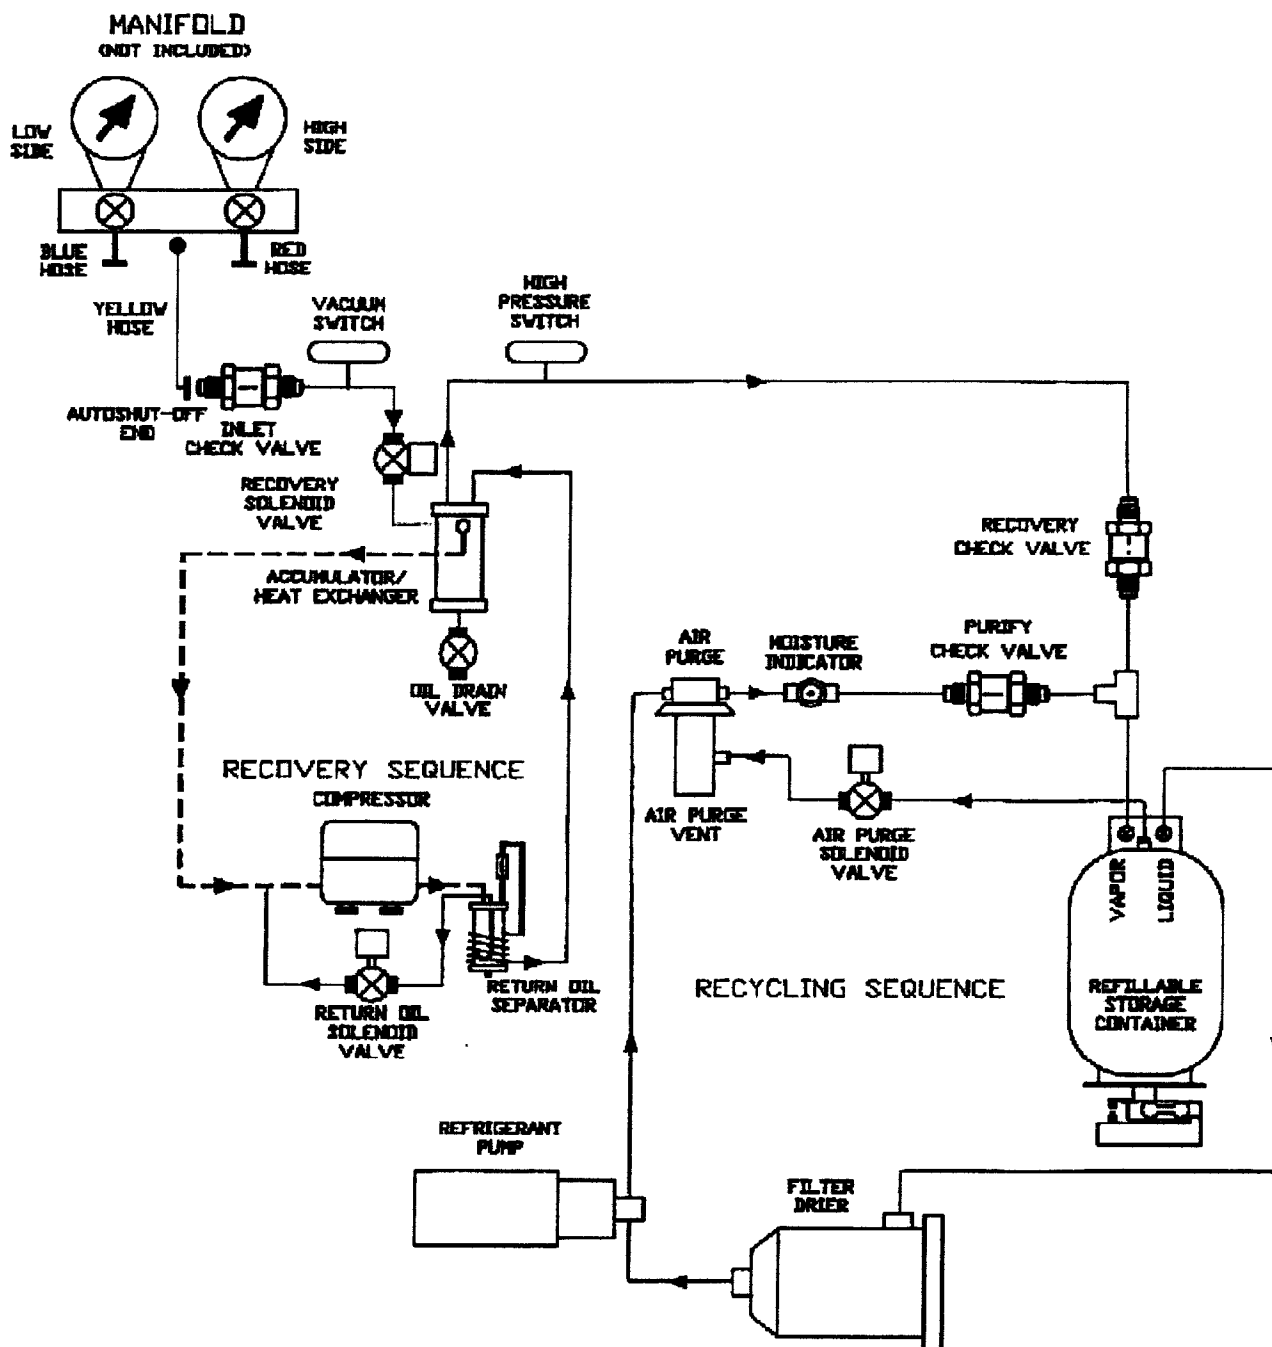 MANIFOLD
(NOT INCLUDED)
LOW
SIDE
HIGH
SIDE
BLUE
HOSE
RED
HOSE
YELLOW
HOSE
VACUUM
SWITCH
HIGH
PRESSURE
SWITCH
AUTOSHUT-OFF
END
INLET
CHECK VALVE
RECOVERY
SOLENOID
VALVE
RECOVERY
CHECK VALVE
ACCUMULATOR/
HEAT EXCHANGER
OIL DRAIN
VALVE
AIR
PURGE
MOISTURE
INDICATOR
PURIFY
CHECK VALVE
RECOVERY SEQUENCE
COMPRESSOR
AIR PURGE
VENT
AIR PURGE
SOLENOID
VALVE
VAPOR
LIQUID
RETURN OIL
SEPARATOR
RETURN OIL
SOLENOID
VALVE
RECYCLING SEQUENCE
REFILLABLE
STORAGE
CONTAINER
REFRIGERANT
PUMP
FILTER
DRIER